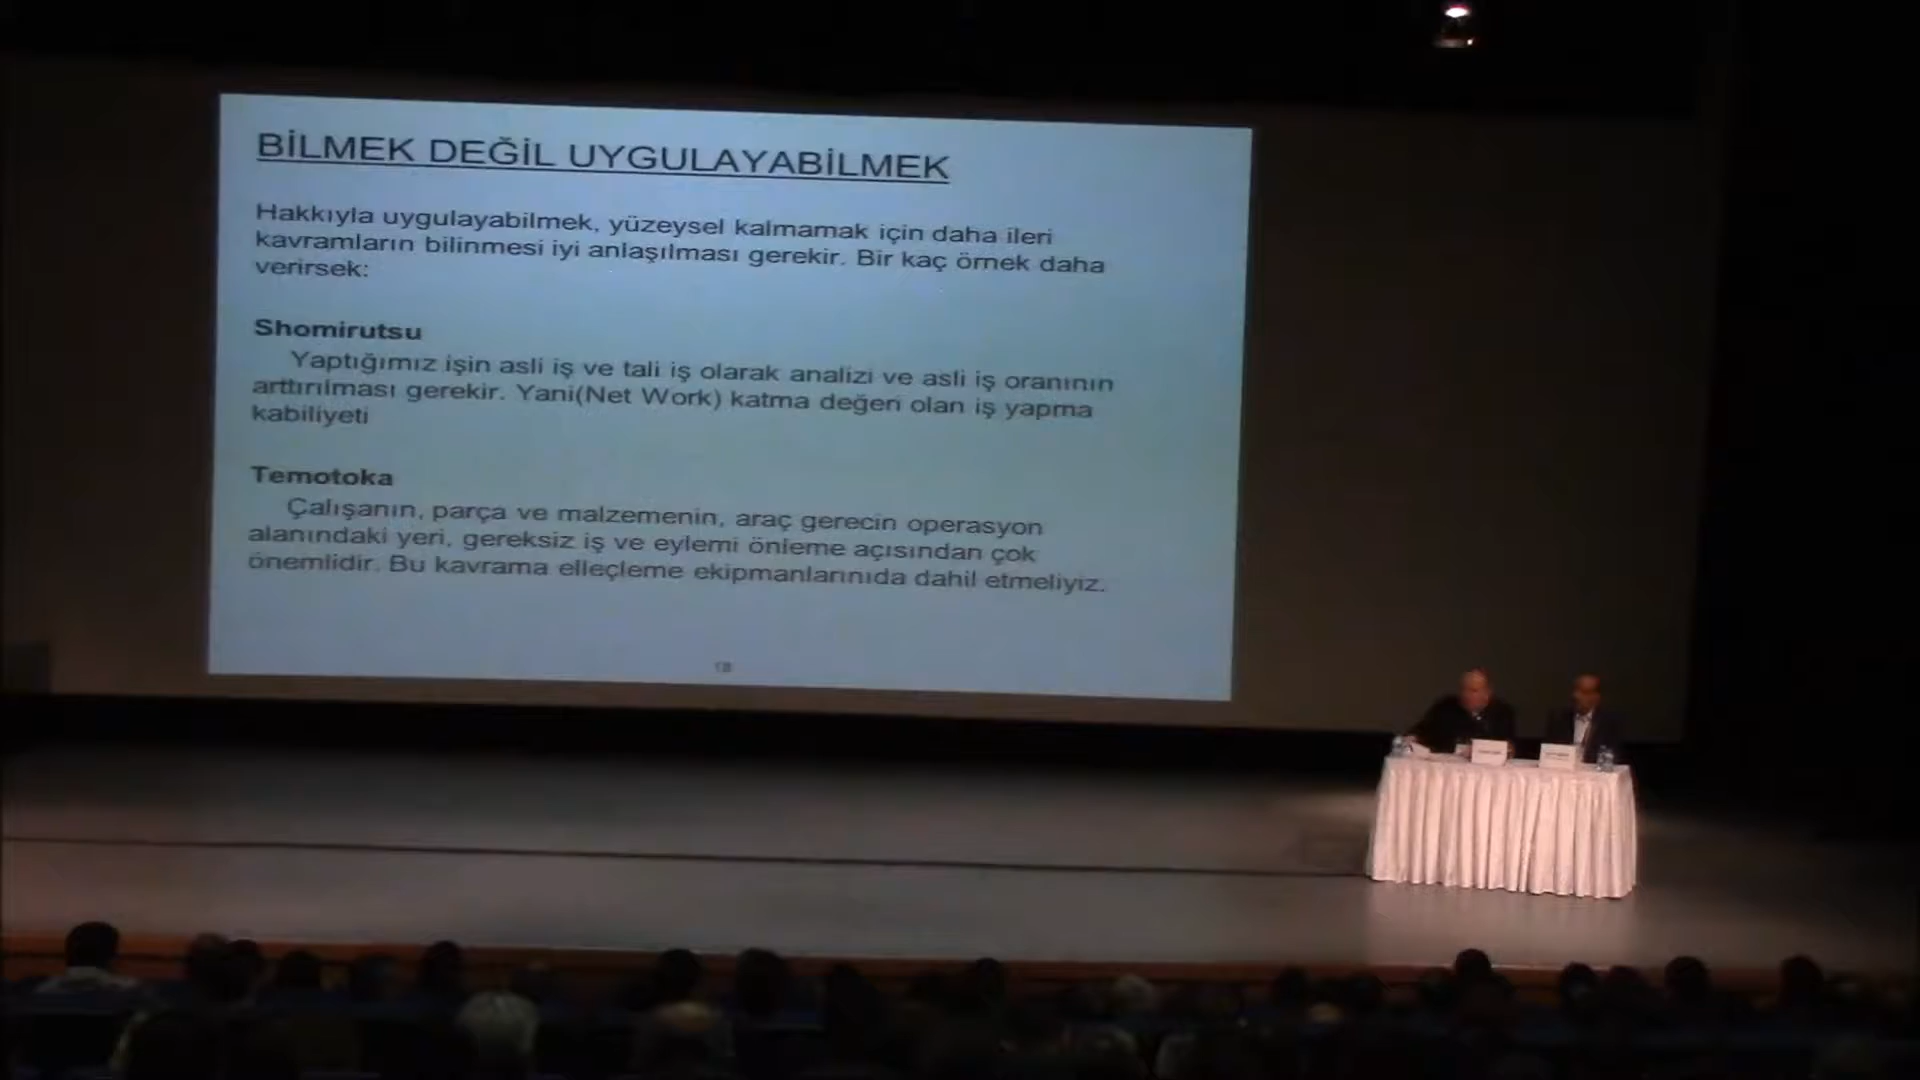 BİLMEK DEĞİL UYGULAYABİLMEK
Hakkıyla uygulayabilmek, yüzeysel kalmamak için daha ileri
kavramların bilinmesi iyi anlaşılması gerekir. Bir kaç örnek daha
verirsek:
Shomirutsu
Yaptığımız işin asli iş ve tali iş olarak analizi ve asli iş oranının
arttırılması gerekir. Yani(Net Work) katma değeri olan iş yapma
kabiliyeti
Temotoka
Çalışanın, parça ve malzemenin, araç gerecin operasyon
alanındaki yeri, gereksiz iş ve eylemi önleme açısından çok
önemlidir. Bu kavrama elleçleme ekipmanlarınıda dahil etmeliyiz.